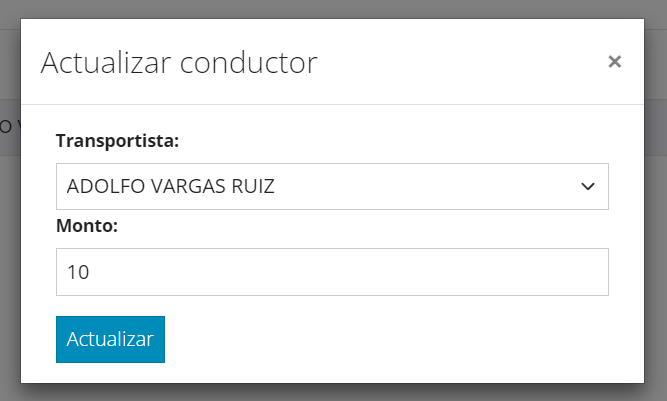 Actualizar conductor
×
Transportista:
ADOLFO VARGAS RUIZ
Monto:
10
Actualizar